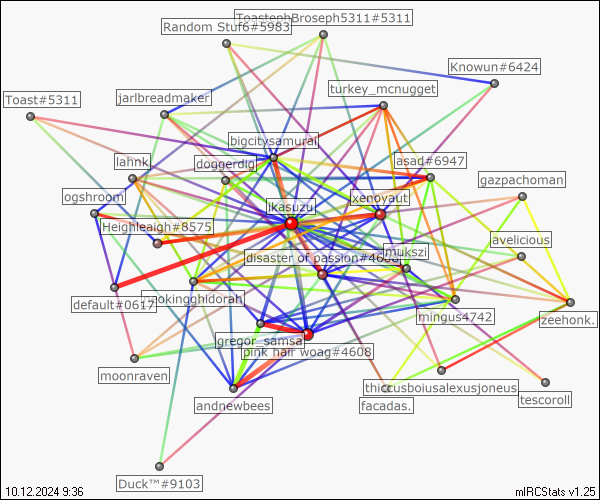 ToastephBroseph5311#5311
Random Stuf6#5983
Knowun#6424
Toast#5311
jarlbreadmaker
turkey_mcnugget
bigcitysamurai
lahnk
doggerdig
asad#6947
gazpachoman
ogshroom
ikasuzu
xenoyaut
Heighleaigh#8575
avelicious
disaster of passion#4608
mukszi
default#0617
mingus4742
zeehonk.
gregor_samsa
pink hair woag#4608
moonraven
thiccusboiusalexusjoneus
andnewbees
facadas.
tescoroll
Duck™#9103
10.12.2024 9:36
mIRCStats v1.25